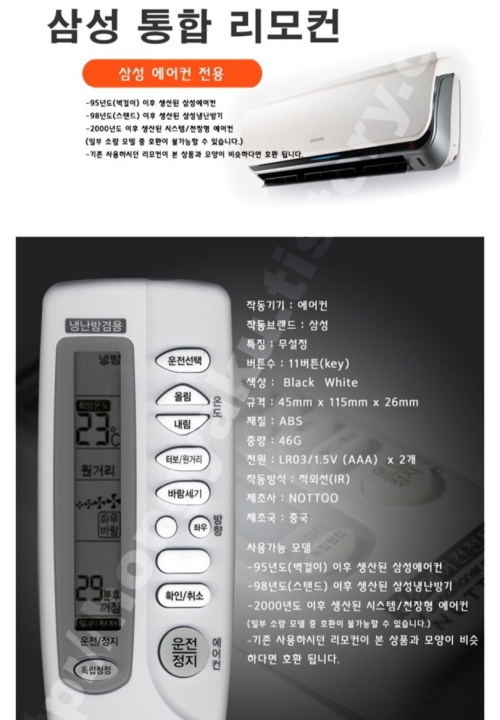 삼성 통합 리모컨
삼성 에어컨 전용
-95년도(벽걸이) 이후 생산된 삼성에어컨
-98년도(스탠드) 이후 생산된 삼성냉난방기
-2000년도 이후 생산된 시스템/천장형 에어컨
(일부 소량 모델 중 호환이 불가능할 수 있습니다.)
-기존 사용하시던 리모컨이 본 상품과 모양이 비슷하다면 호환 됩니다.
냉난방겸용
냉방
희망온도
23℃
원거리
좌우
바람
29분후
꺼짐
운전/정지
독립청정
운전선택
올림
온도
내림
터보/원거리
바람세기
좌우
방향
확인/취소
운전
정지
에어컨
작동기기 : 에어컨
작동브랜드 : 삼성
특징 : 무설정
버튼수 : 11버튼(key)
색상 : Black White
규격 : 45mm x 115mm x 26mm
재질 : ABS
중량 : 46G
전원 : LR03/1.5V (AAA) x 2개
작동방식 : 적외선(IR)
제조사 : NOTTOO
제조국 : 중국
사용가능 모델
-95년도(벽걸이) 이후 생산된 삼성에어컨
-98년도(스탠드) 이후 생산된 삼성냉난방기
-2000년도 이후 생산된 시스템/천장형 에어컨
(일부 소량 모델 중 호환이 불가능할 수 있습니다.)
-기존 사용하시던 리모컨이 본 상품과 모양이 비슷
하다면 호환 됩니다.